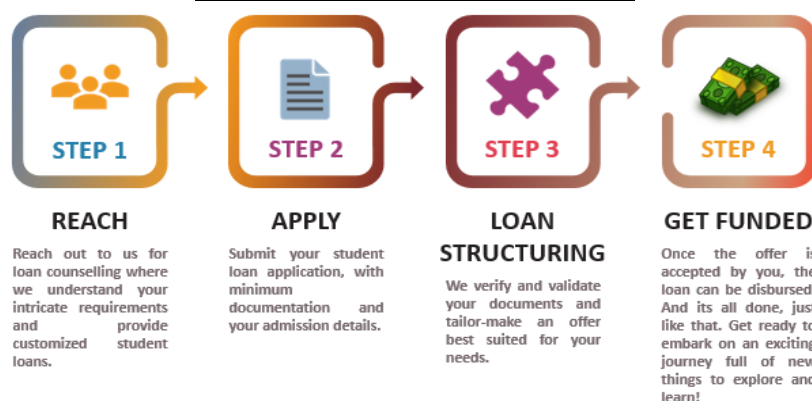 STEP 1
STEP 2
STEP 3
STEP 4
REACH
Reach out to us for
loan counselling where
we understand your
intricate requirements
and provide
customized student
loans.
APPLY
Submit your student
loan application, with
minimum
documentation and
your admission details.
LOAN
STRUCTURING
We verify and validate
your documents and
tailor-make an offer
best suited for your
needs.
GET FUNDED
Once the offer is
accepted by you, the
loan can be disbursed.
And its all done, just
like that. Get ready to
embark on an exciting
journey full of new
things to explore and
learn!